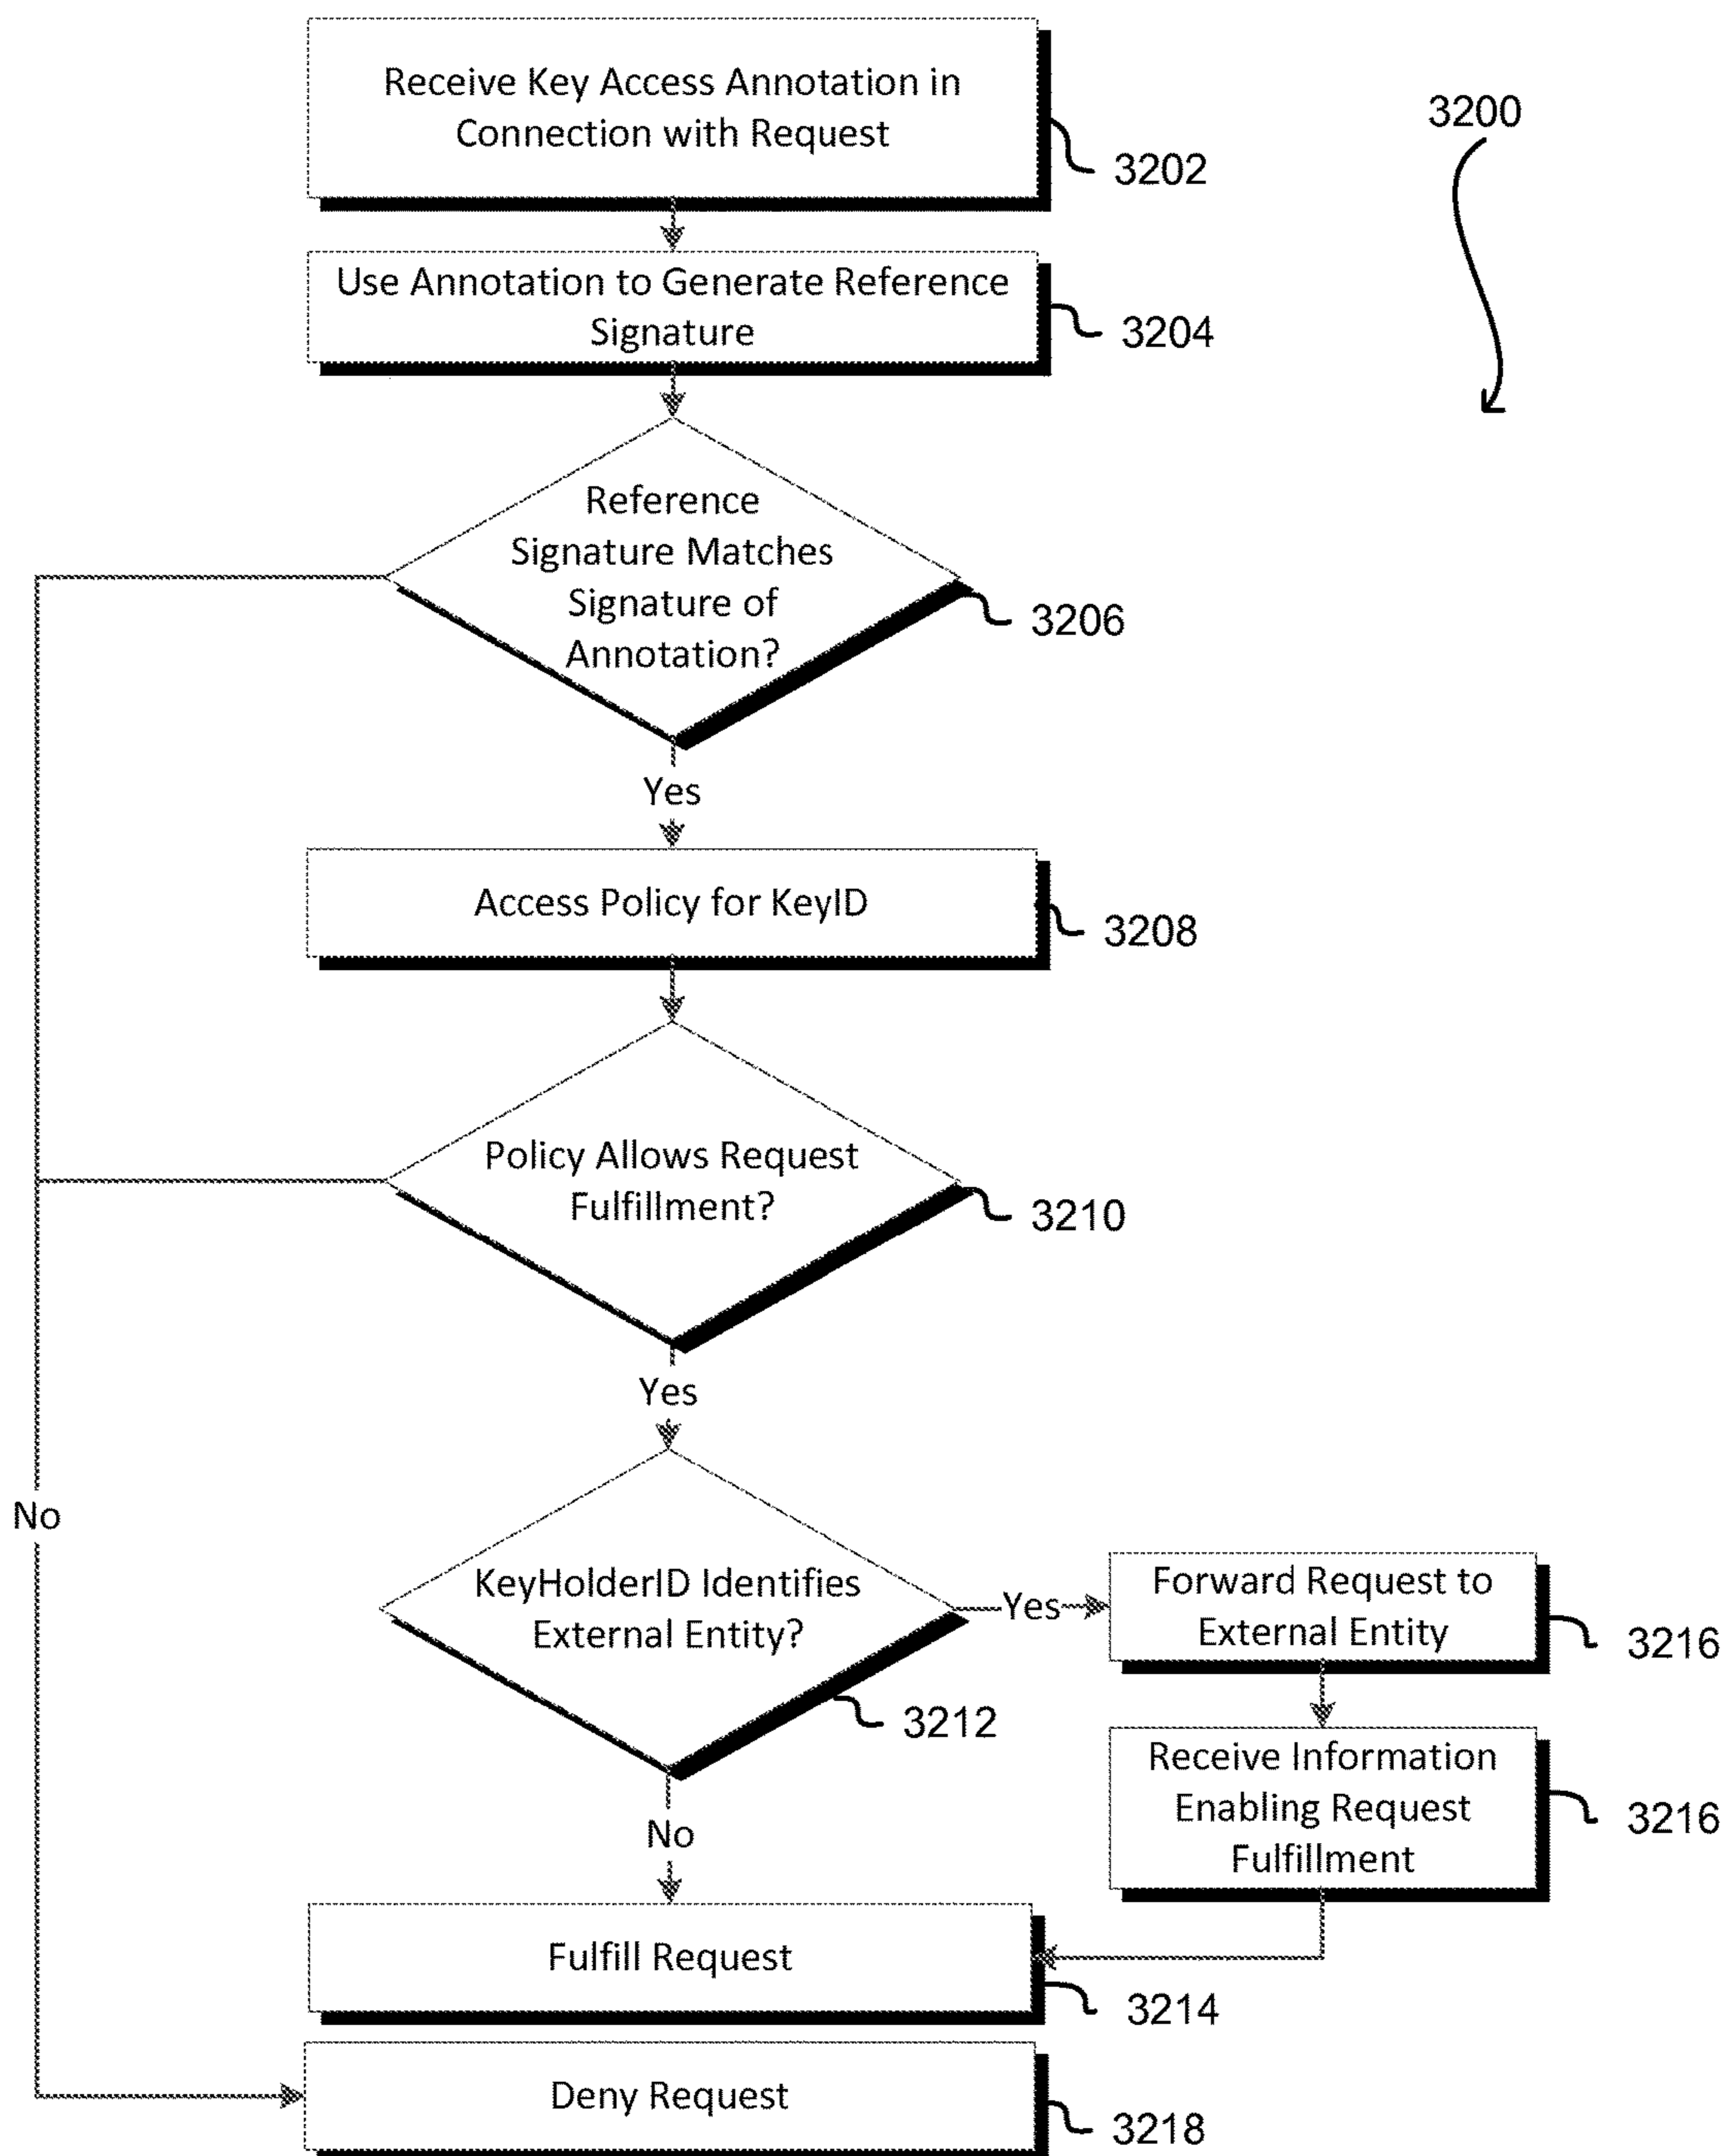 Receive Key Access Annotation in
Connection with Request
3200
3202
Use Annotation to Generate Reference
Signature
3204
Reference
Signature Matches
Signature of
Annotation?
3206
Yes
Access Policy for KeyID
3208
Policy Allows Request
Fulfillment?
3210
Yes
No
KeyHolderID Identifies
External Entity?
3212
Yes
Forward Request to
External Entity
3216
Receive Information
Enabling Request
Fulfillment
3216
No
Fulfill Request
3214
Deny Request
3218